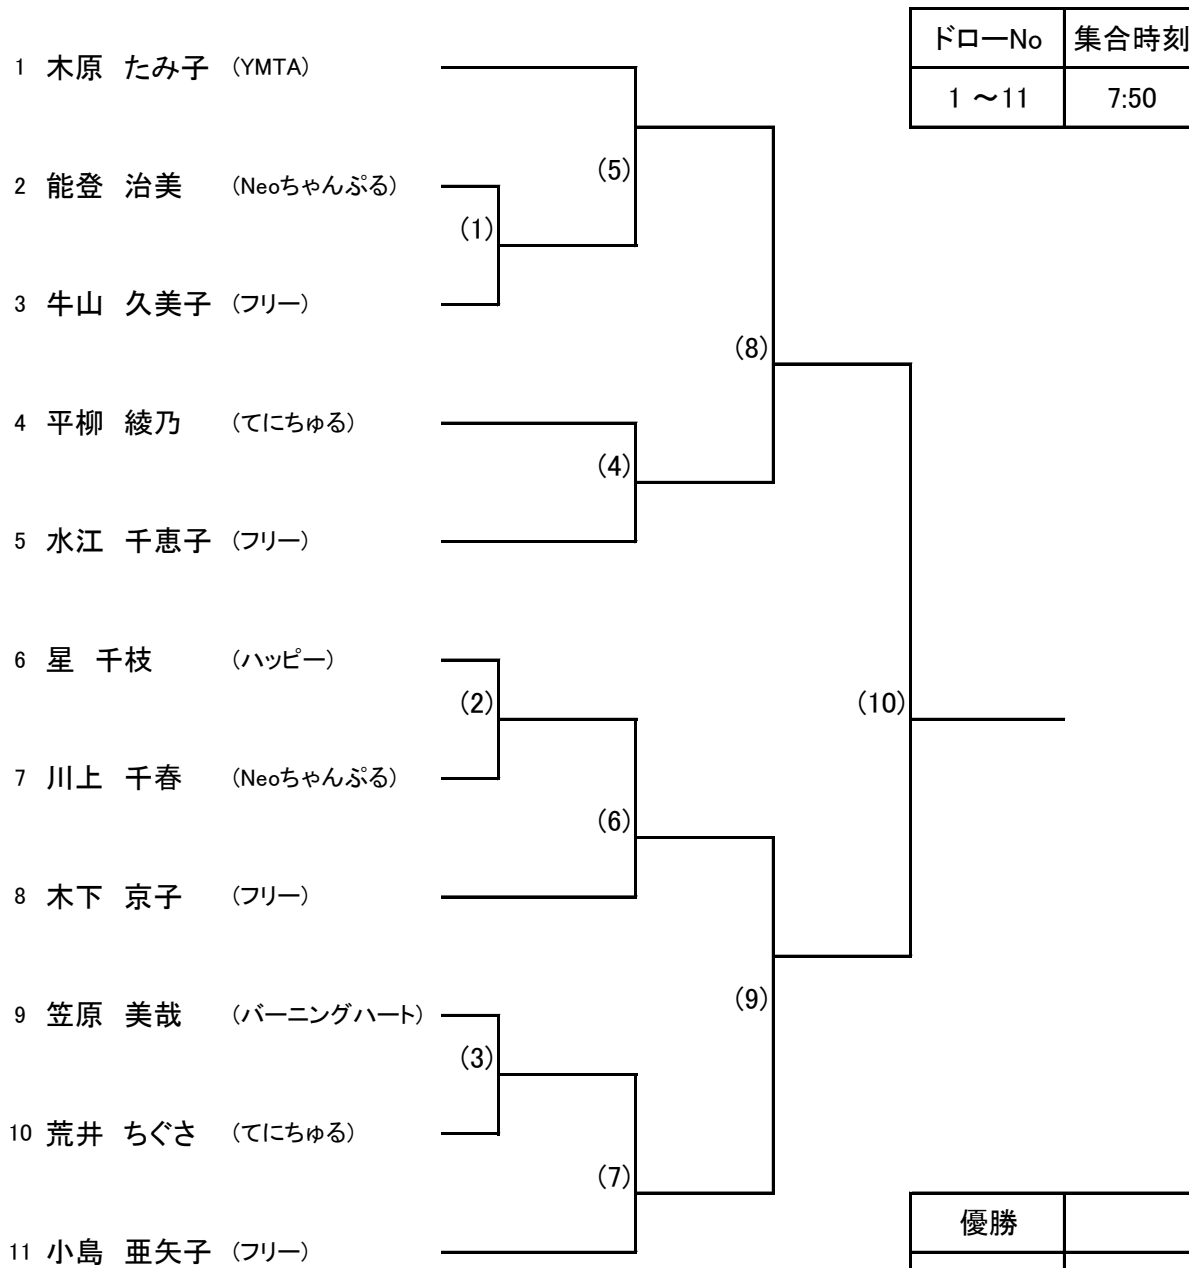 ドローNo 集合時刻
1 木原 たみ子 (YMTA)
1 ～11 7:50
(5)
2 能登 治美 (Neoちゃんぷる)
(1)
3 牛山 久美子 (フリー)
(8)
4 平柳 綾乃 (てにちゅる)
(4)
5 水江 千恵子 (フリー)
6 星 千枝 (ハッピー)
(2)
(10)
7 川上 千春 (Neoちゃんぷる)
(6)
8 木下 京子 (フリー)
(9)
9 笠原 美哉 (バーニングハート)
(3)
10 荒井 ちぐさ (てにちゅる)
(7)
優勝
11 小島 亜矢子 (フリー)